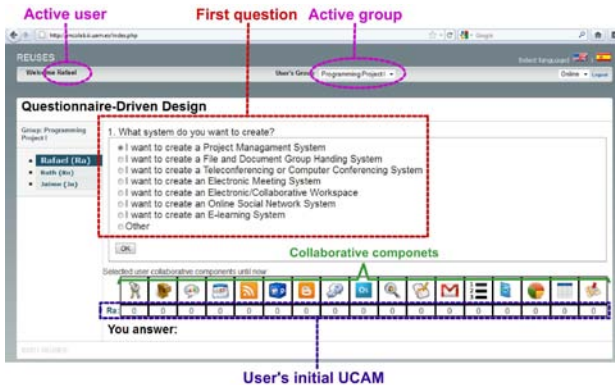 Active user
First question
Active group
REUSES
Select language
Welcome Rafael
User's Group: Programming Project I
Online
Logout
Questionnaire-Driven Design
Group: Programming
Project I
Rafael (Ra)
Ruth (Ru)
Jaime (Ja)
1. What system do you want to create?
I want to create a Project Managament System
I want to create a File and Document Group Handing System
I want to create a Teleconferencing or Computer Conferencing System
I want to create an Electronic Meeting System
I want to create an Electronic/Collaborative Workspace
I want to create an Online Social Network System
I want to create an E-learning System
Other
OK
Collaborative componets
Selected user collaborative components until now:
Ra: 0 0 0 0 0 0 0 0 0 0 0 0 0 0 0 0 0
You answer:
User's initial UCAM